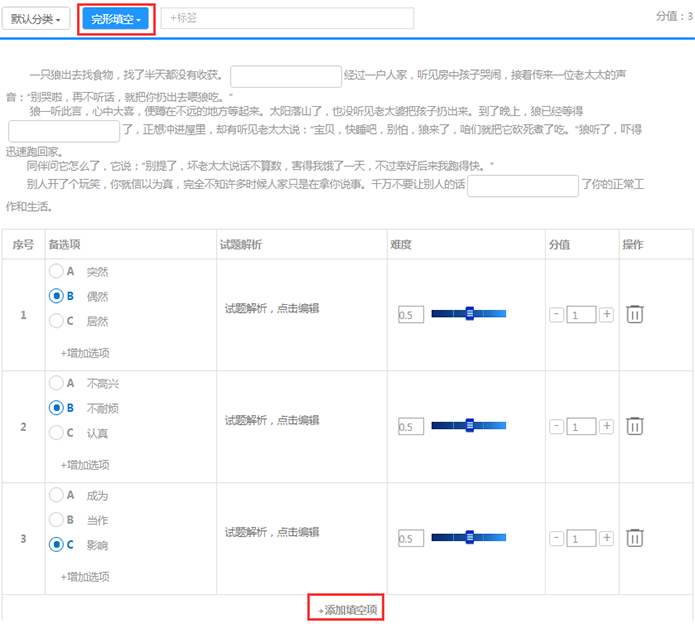 默认分类 完形填空 +标签 分值：3
一只狼出去找食物，找了半天都没有收获。 经过一户人家，听见房中孩子哭闹，接着传来一位老太太的声
音：“别哭啦，再不听话，就把你扔出去喂狼吃。”
狼一听此言，心中大喜，便蹲在不远的地方等起来。太阳落山了，也没听见老太婆把孩子扔出来。到了晚上，狼已经等得
了，正想冲进屋里，却有听见老太太说：“宝贝，快睡吧，别怕，狼来了，咱们就把它砍死煮了吃。”狼听了，吓得
迅速跑回家。
同伴问它怎么了，它说：“别提了，坏老太太说话不算数，害得我饿了一天，不过幸好后来我跑得快。”
别人开了个玩笑，你就信以为真，完全不知许多时候人家只是在拿你说事。千万不要让别人的话 了你的正常工
作和生活。
序号 备选项 试题解析 难度 分值 操作
A 突然
B 偶然
1 试题解析，点击编辑 0.5 - 1 +
C 居然
+增加选项
A 不高兴
B 不耐烦
2 试题解析，点击编辑 0.5 - 1 +
C 认真
+增加选项
A 成为
B 当作
3 试题解析，点击编辑 0.5 - 1 +
C 影响
+增加选项
+添加填空项